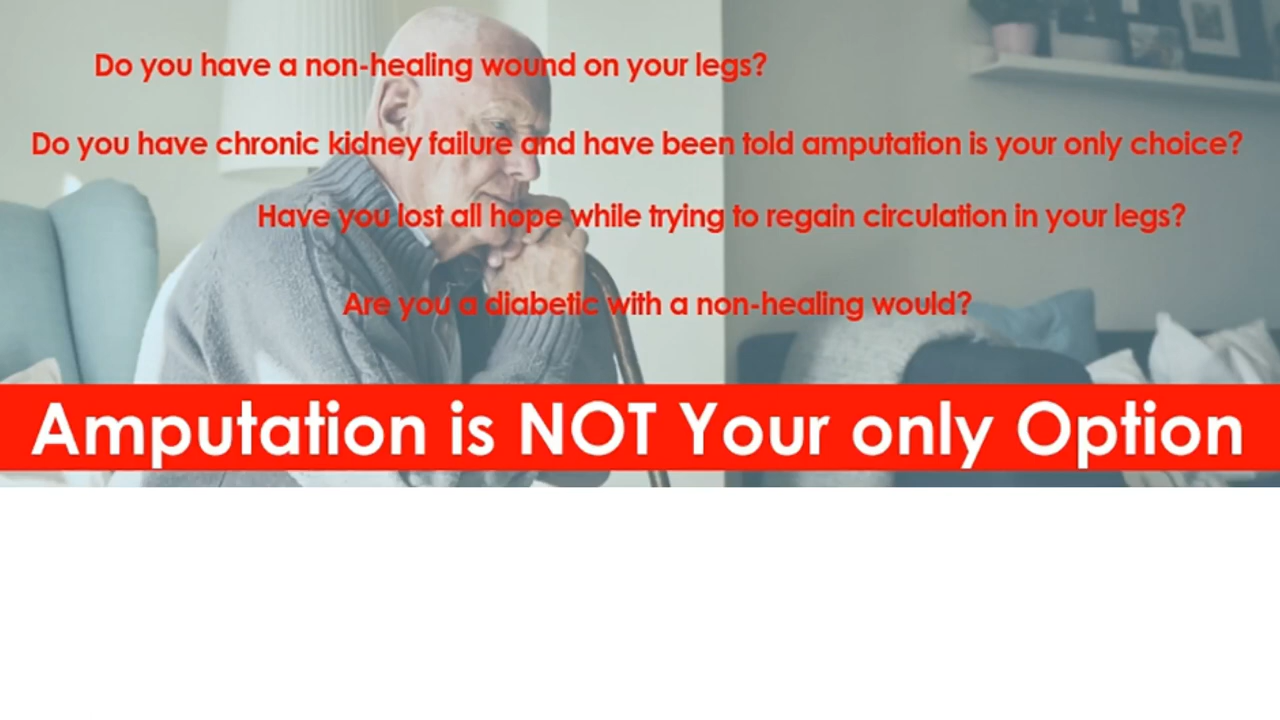 Do you have a non-healing wound on your legs?
Do you have chronic kidney failure and have been told amputation is your only choice?
Have you lost all hope while trying to regain circulation in your legs?
Are you a diabetic with a non-healing would?
Amputation is NOT Your only Option